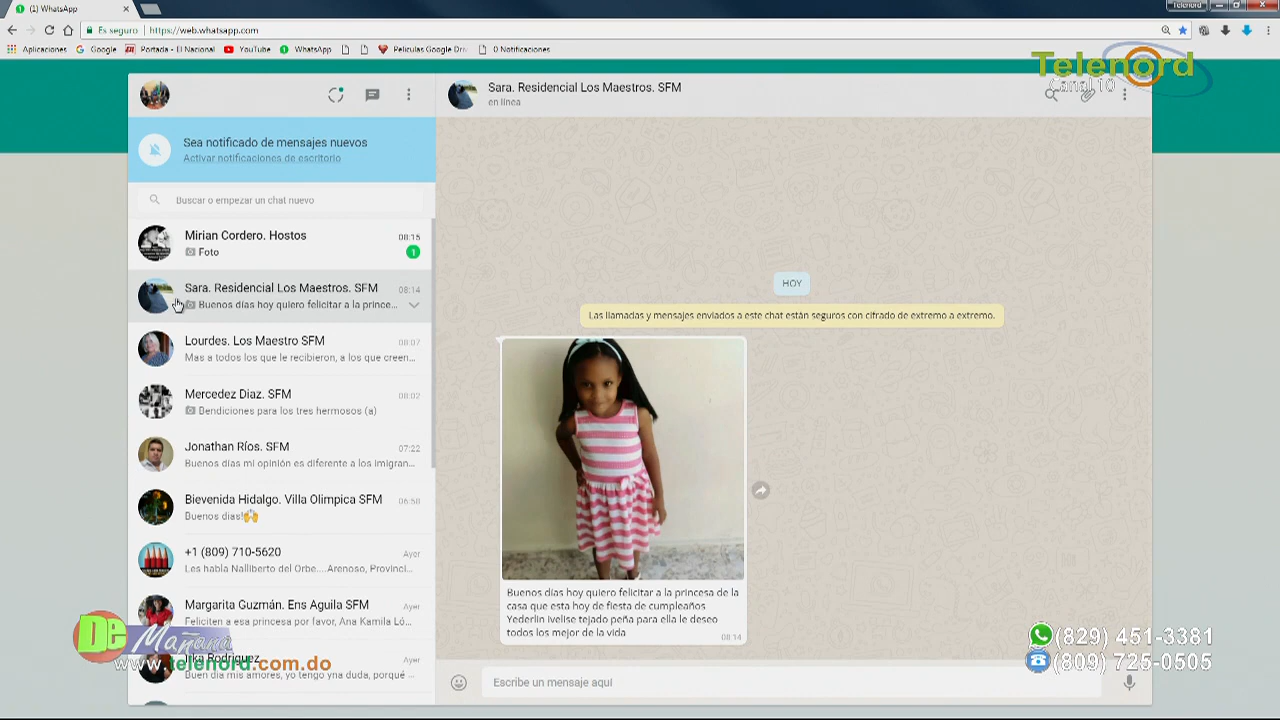 (1) WhatsApp
Telenord
Es seguro
https://web.whatsapp.com
Aplicaciones
Google
Portada - El Nacional
YouTube
WhatsApp
Peliculas Google Dri
0 Notificaciones
Telenord
Canal 10
Sara. Residencial Los Maestros. SFM
en línea
Sea notificado de mensajes nuevos
Activar notificaciones de escritorio
Buscar o empezar un chat nuevo
Mirian Cordero. Hostos
08:15
Foto
1
Sara. Residencial Los Maestros. SFM
08:14
Buenos días hoy quiero felicitar a la prince...
Lourdes. Los Maestro SFM
08:07
Mas a todos los que le recibieron, a los que creen...
Mercedez Diaz. SFM
08:02
Bendiciones para los tres hermosos (a)
Jonathan Ríos. SFM
07:22
Buenos días mi opinión es diferente a los imigran...
Bievenida Hidalgo. Villa Olimpica SFM
06:58
Buenos dias!🙌
+1 (809) 710-5620
Ayer
Les habla Nalliberto del Orbe....Arenoso, Provinci...
Margarita Guzmán. Ens Aguila SFM
Ayer
Feliciten a esa princesa por favor, Ana Kamila Ló...
Rodriguez
Ayer
Buen día mis amores, yo tengo yna duda, porqué ...
HOY
Las llamadas y mensajes enviados a este chat están seguros con cifrado de extremo a extremo.
Buenos días hoy quiero felicitar a la princesa de la
casa que esta hoy de fiesta de cumpleaños
Yederlin ivelise tejado peña para ella le deseo
todos los mejor de la vida
08:14
Escribe un mensaje aquí
De Mañana
www.telenord.com.do
(829) 451-3381
(809) 725-0505